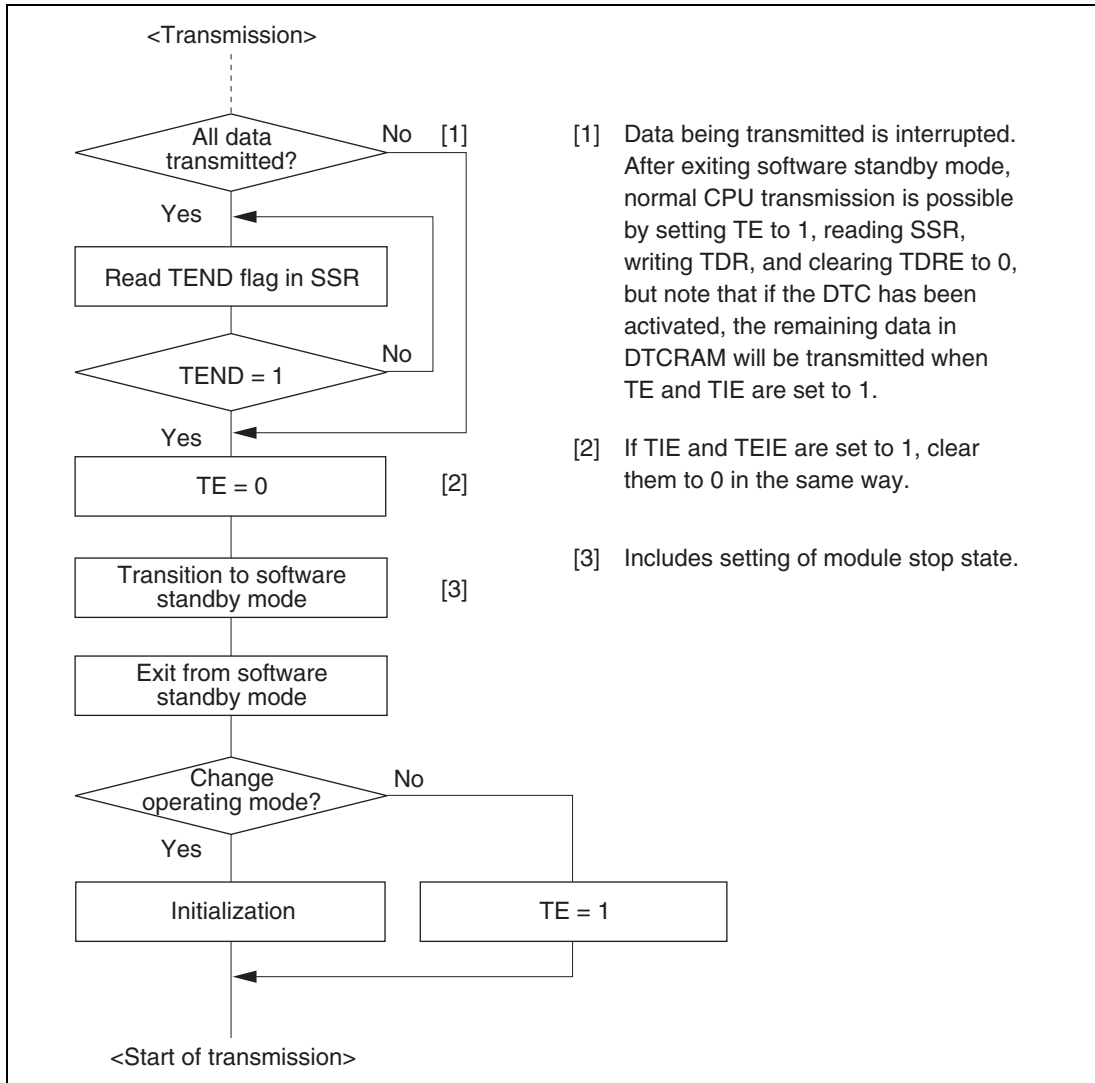 <Transmission>
All data
transmitted?
No
[1]
Yes
Read TEND flag in SSR
TEND = 1
No
Yes
TE = 0
[2]
Transition to software
standby mode
[3]
Exit from software
standby mode
Change
operating mode?
No
Yes
Initialization
TE = 1
<Start of transmission>
[1] Data being transmitted is interrupted.
After exiting software standby mode,
normal CPU transmission is possible
by setting TE to 1, reading SSR,
writing TDR, and clearing TDRE to 0,
but note that if the DTC has been
activated, the remaining data in
DTCRAM will be transmitted when
TE and TIE are set to 1.
[2] If TIE and TEIE are set to 1, clear
them to 0 in the same way.
[3] Includes setting of module stop state.